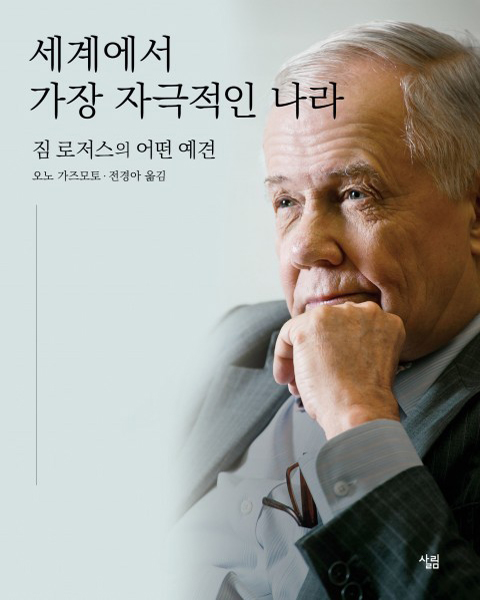 세계에서
가장 자극적인 나라
짐 로저스의 어떤 예견
오노 가즈모토·전경아 옮김
살림